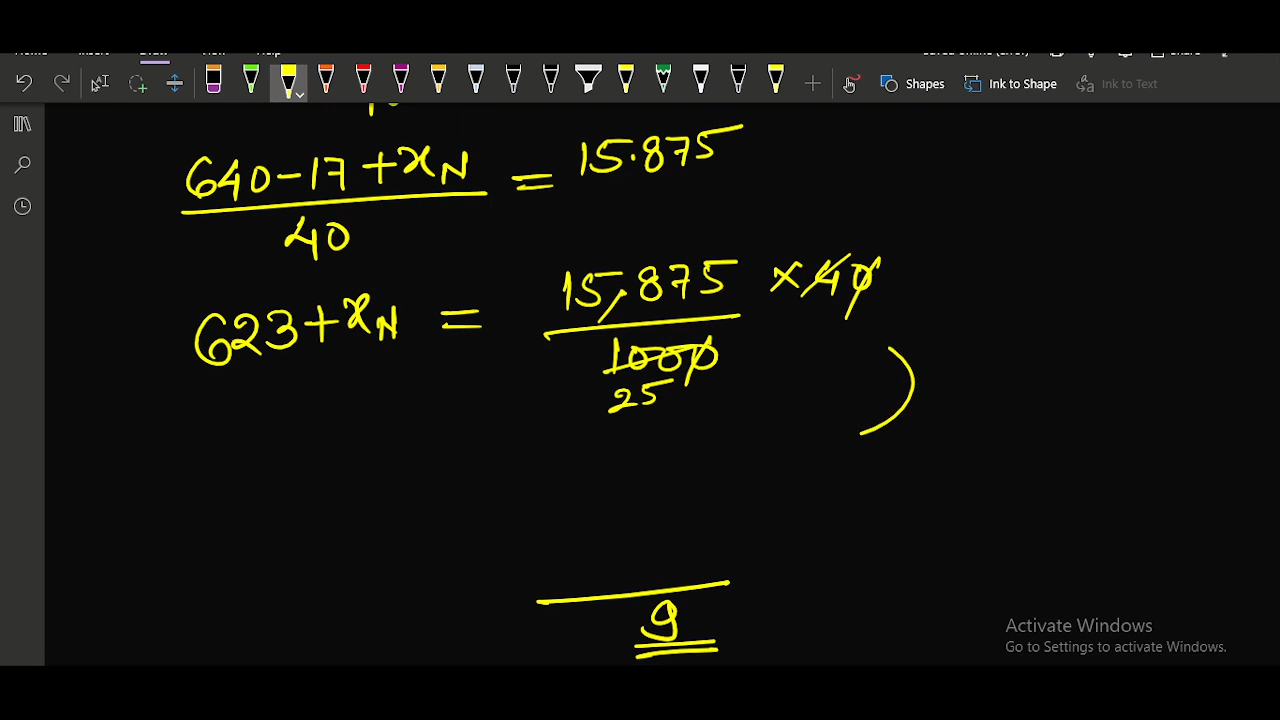 Shapes Ink to Shape Ink to Text
640-17+xN = 15.875
40
623+xN = 15,875 ×40
1000
25
9
Activate Windows
Go to Settings to activate Windows.